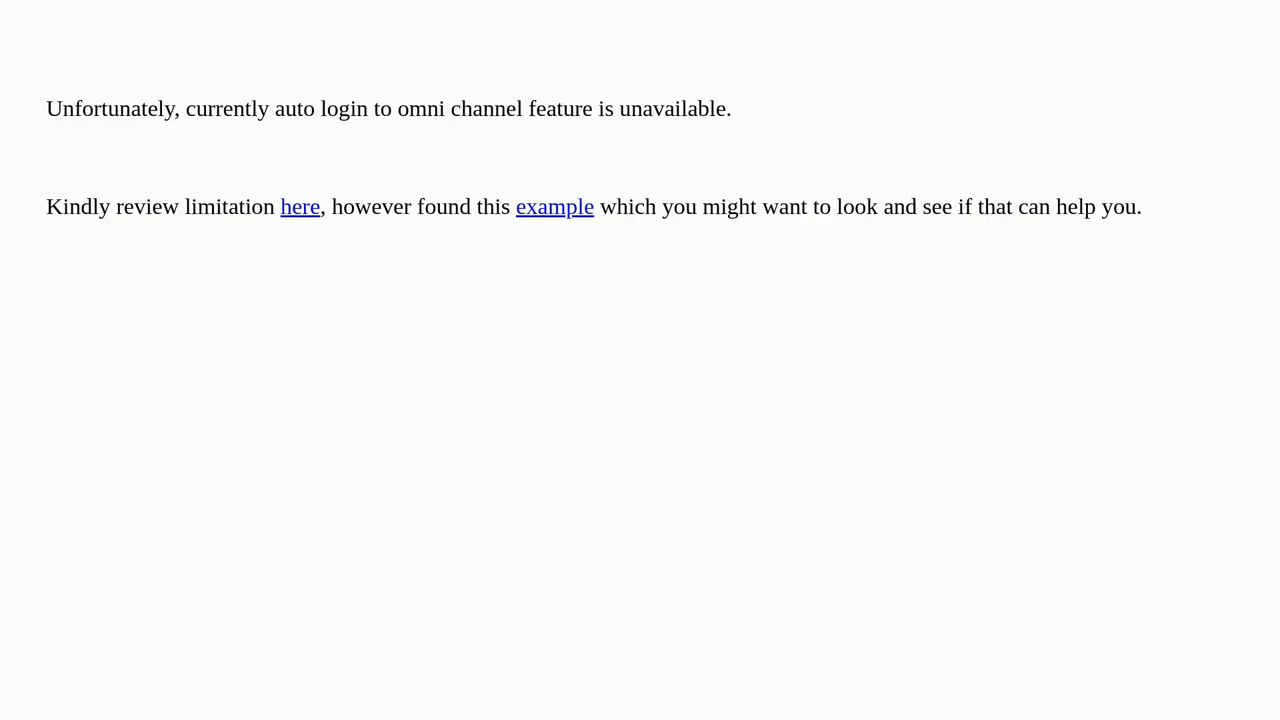 Unfortunately, currently auto login to omni channel feature is unavailable.
Kindly review limitation here, however found this example which you might want to look and see if that can help you.